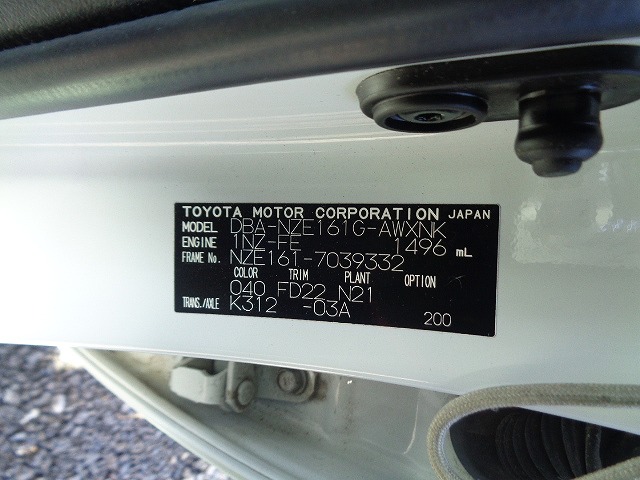 TOYOTA MOTOR CORPORATION JAPAN
MODEL DBA-NZE161G-AWXNK
ENGINE 1NZ-FE 1496 mL
FRAME No. NZE161-7039332
COLOR TRIM PLANT OPTION
040 FD22 N21
TRANS./AXLE K312 -03A
200